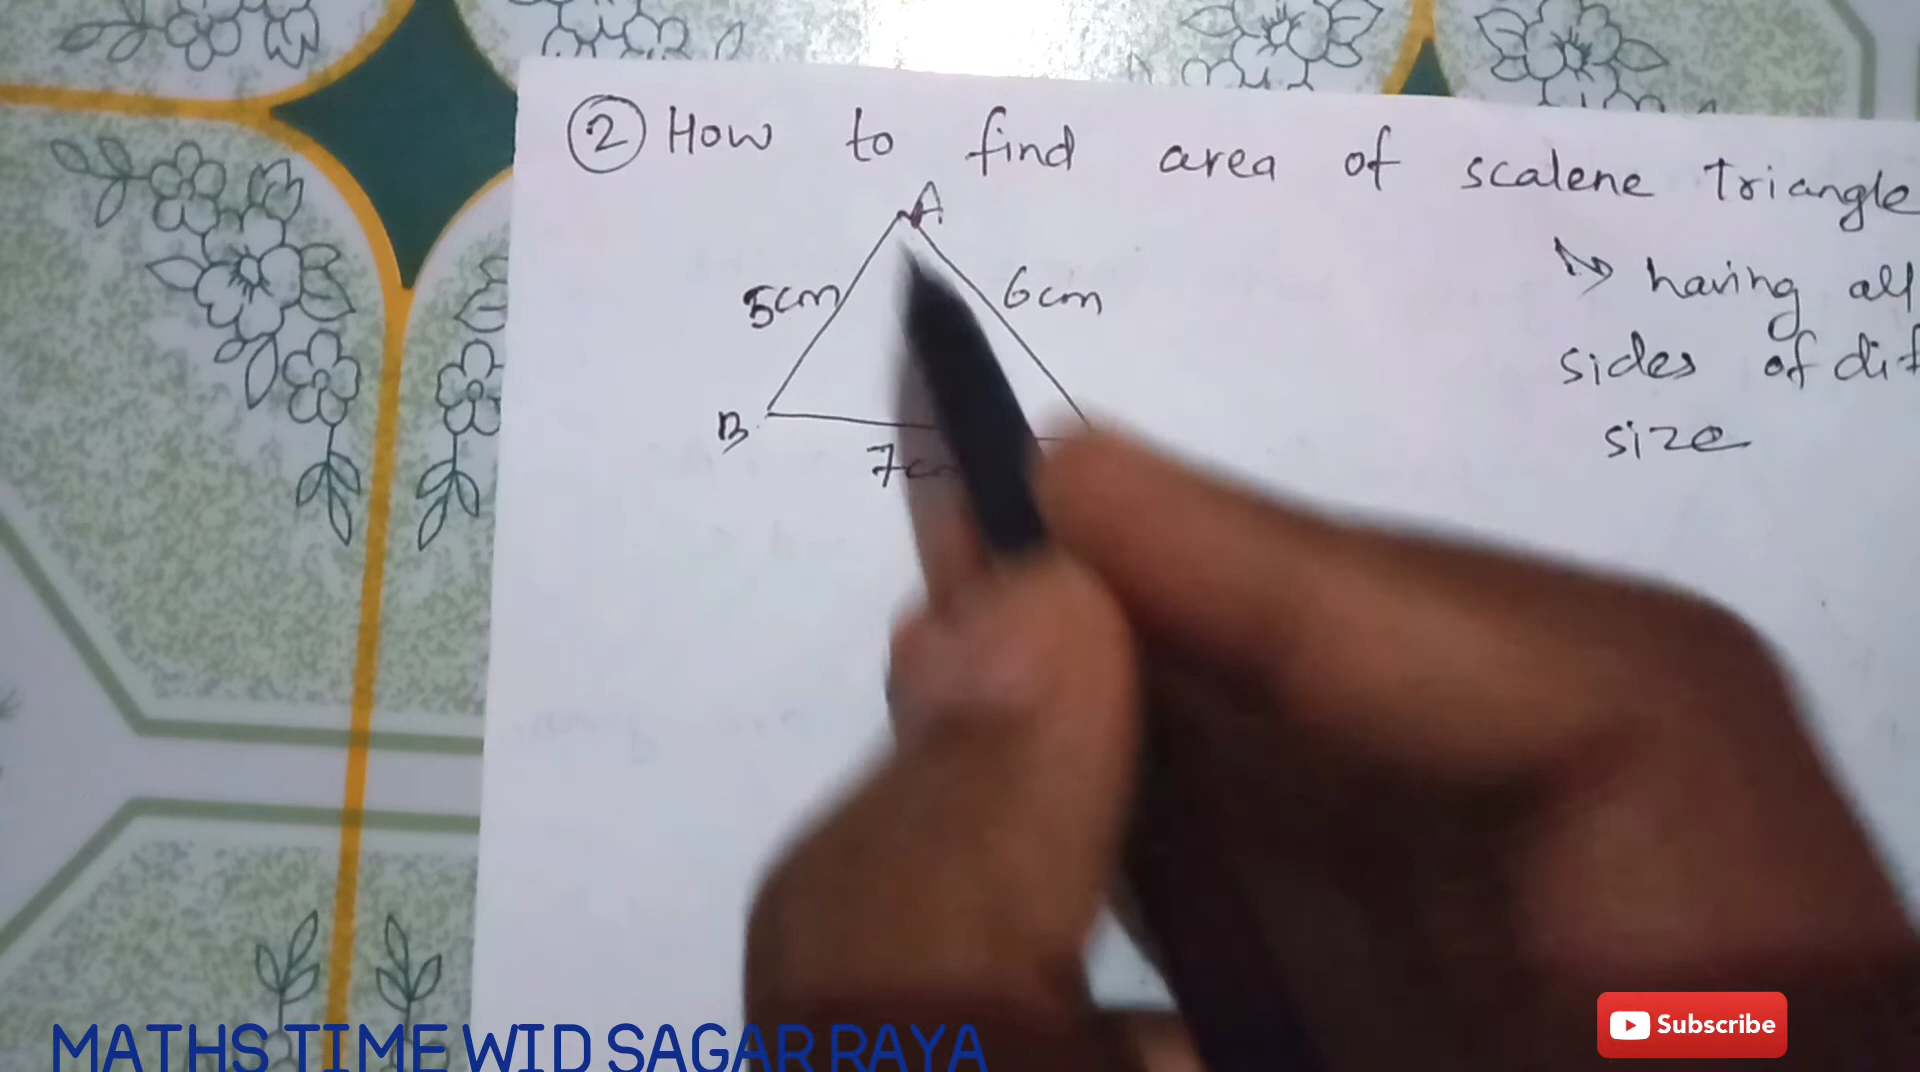 ② How to find area of scalene triangle
A
5cm 6cm
B
7cm
having all
sides of dif
size
MATHS TIME WID SAGAR RAYA
Subscribe